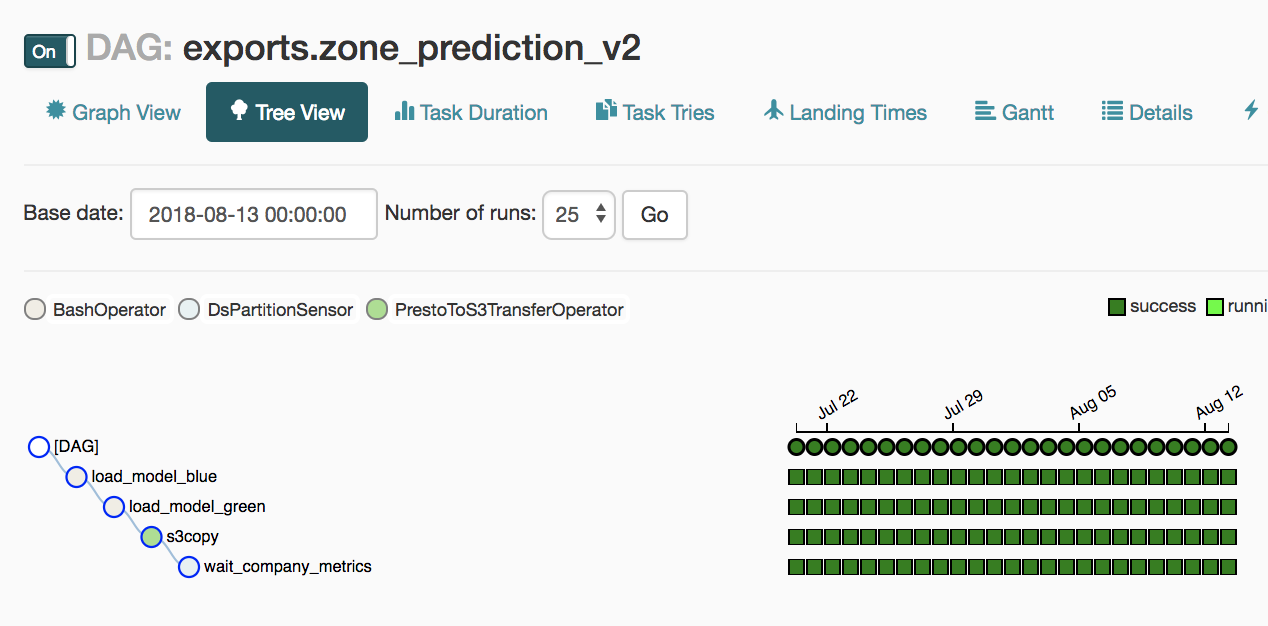 On DAG: exports.zone_prediction_v2
Graph View Tree View Task Duration Task Tries Landing Times Gantt Details
Base date: 2018-08-13 00:00:00 Number of runs: 25 Go
BashOperator DsPartitionSensor PrestoToS3TransferOperator success runni
Jul 22 Jul 29 Aug 05 Aug 12
[DAG]
load_model_blue
load_model_green
s3copy
wait_company_metrics